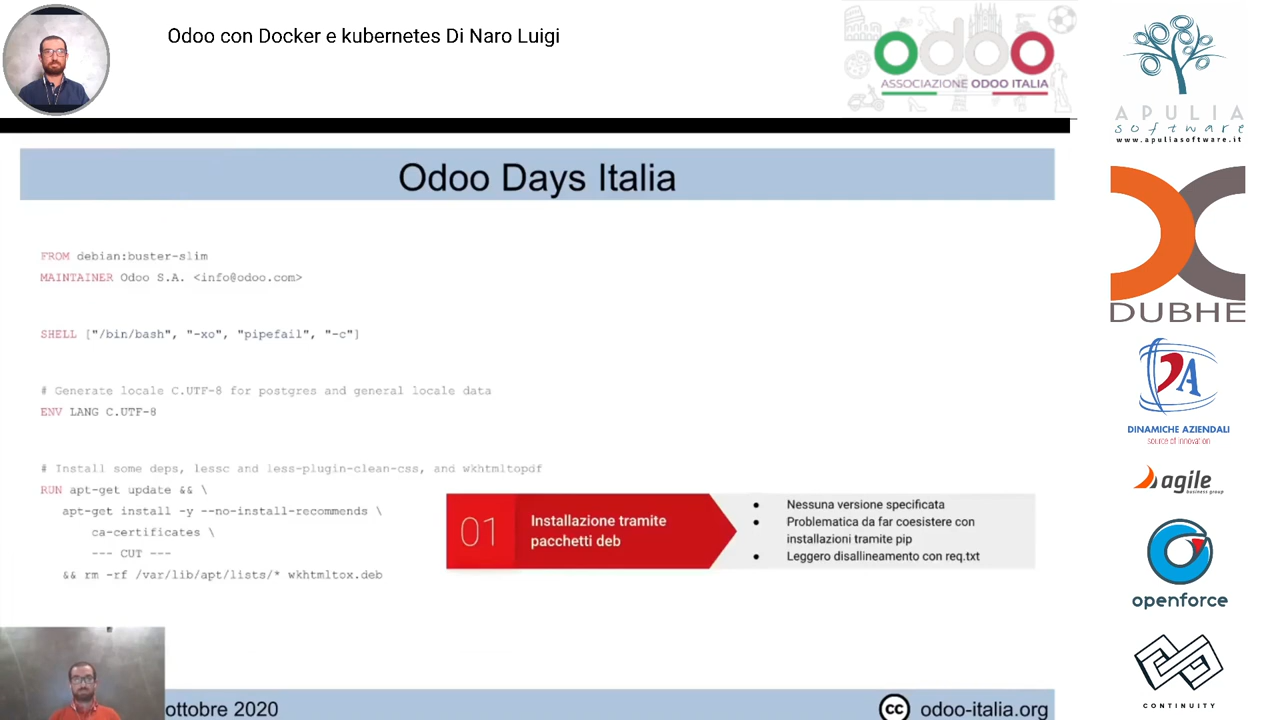 Odoo con Docker e kubernetes Di Naro Luigi
odoo
ASSOCIAZIONE ODOO ITALIA
APULIA
software
www.apuliasoftware.it
Odoo Days Italia
FROM debian:buster-slim
MAINTAINER Odoo S.A. <info@odoo.com>
SHELL ["/bin/bash", "-xo", "pipefail", "-c"]
# Generate locale C.UTF-8 for postgres and general locale data
ENV LANG C.UTF-8
# Install some deps, lessc and less-plugin-clean-css, and wkhtmltopdf
RUN apt-get update && \
apt-get install -y --no-install-recommends \
ca-certificates \
--- CUT ---
&& rm -rf /var/lib/apt/lists/* wkhtmltox.deb
01
Installazione tramite
pacchetti deb
● Nessuna versione specificata
● Problematica da far coesistere con
installazioni tramite pip
● Leggero disallineamento con req.txt
DUBHE
DA
DINAMICHE AZIENDALI
source of innovation
agile
business group
openforce
CONTINUITY
ottobre 2020
cc odoo-italia.org